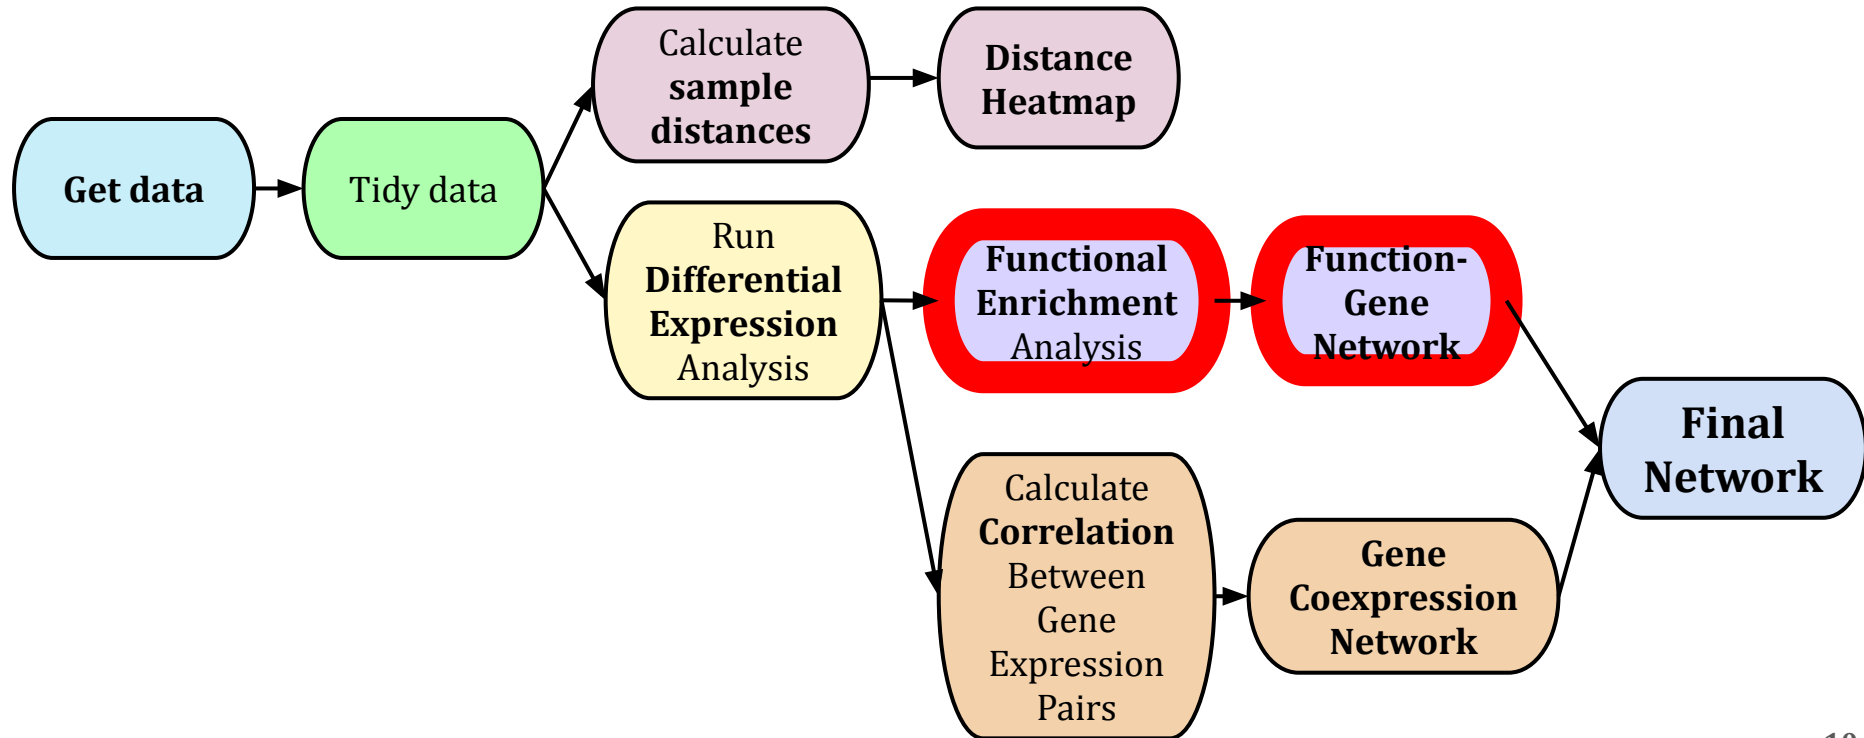 Get data
Tidy data
Calculate
sample
distances
Distance
Heatmap
Run
Differential
Expression
Analysis
Functional
Enrichment
Analysis
Function-
Gene
Network
Calculate
Correlation
Between
Gene
Expression
Pairs
Gene
Coexpression
Network
Final
Network